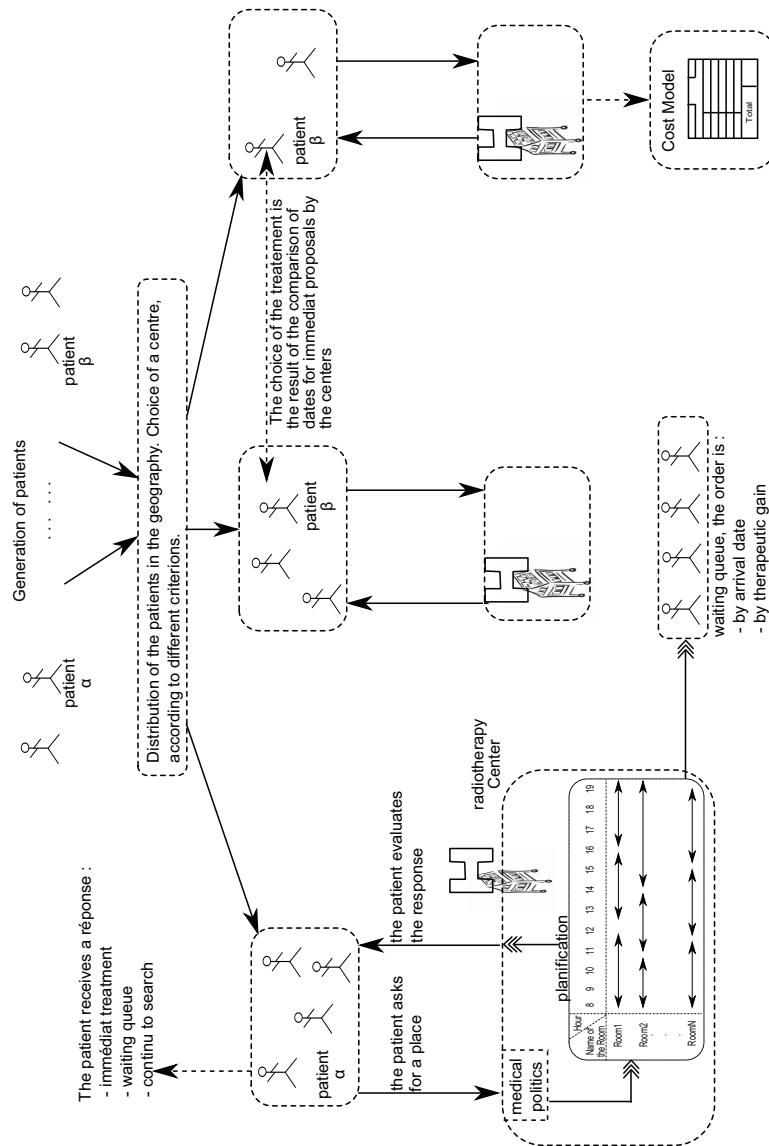 Generation of patients
... ...
patient
α
patient
β
Distribution of the patients in the geography. Choice of a centre,
according to different criterions.
The patient receives a réponse :
- immédiat treatment
- waiting queue
- continu to search
patient
α
patient
β
The choice of the treatement is
the result of the comparison of
dates for immediat proposals by
the centers
patient
β
the patient asks
for a place
the patient evaluates
the response
radiotherapy
Center
medical
politics
planification
Hour
Name of
the Room
8 9 10 11 12 13 14 15 16 17 18 19
Room1
Room2
.
.
RoomN
waiting queue, the order is :
- by arrival date
- by therapeutic gain
H
H
H
Cost Model
Total